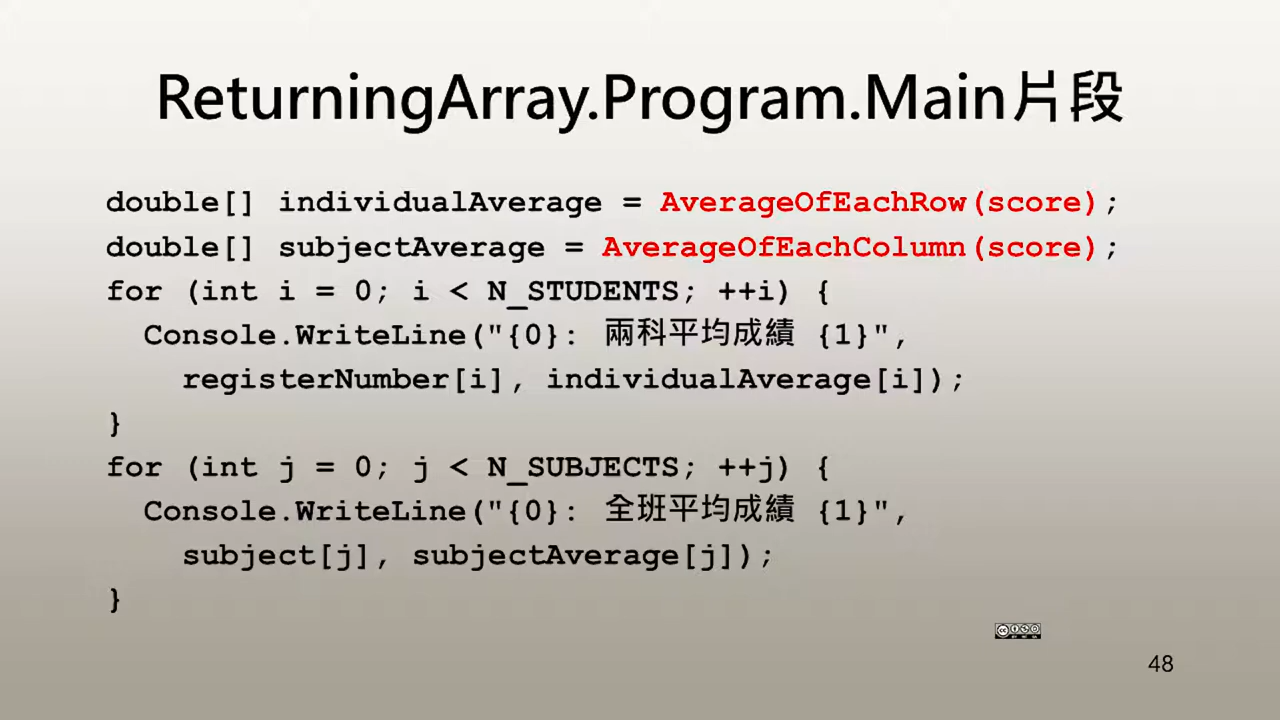 ReturningArray.Program.Main片段
double[] individualAverage = AverageOfEachRow(score);
double[] subjectAverage = AverageOfEachColumn(score);
for (int i = 0; i < N_STUDENTS; ++i) {
Console.WriteLine("{0}: 兩科平均成績 {1}",
registerNumber[i], individualAverage[i]);
}
for (int j = 0; j < N_SUBJECTS; ++j) {
Console.WriteLine("{0}: 全班平均成績 {1}",
subject[j], subjectAverage[j]);
}
48